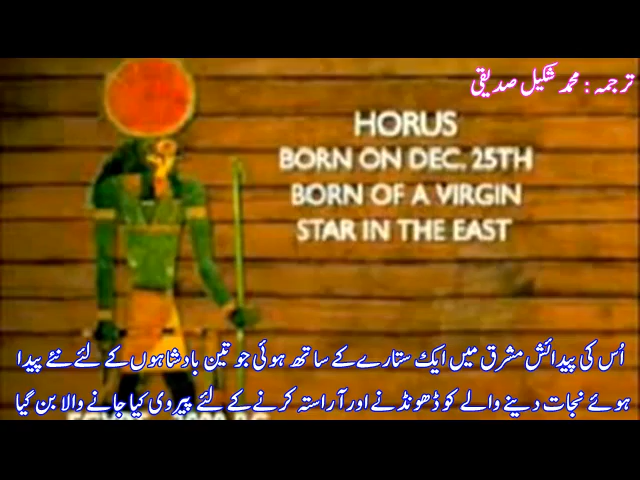 ترجمہ : محمد شکیل صدیقی
HORUS
BORN ON DEC. 25TH
BORN OF A VIRGIN
STAR IN THE EAST
اُس کی پیدائش مشرق میں ایک ستارے کے ساتھ ہوئی جو تین بادشاہوں کے لئے نئے پیدا
ہوئے نجات دینے والے کو ڈھونڈنے اور آراستہ کرنے کے لئے پیروی کیا جانے والا بن گیا